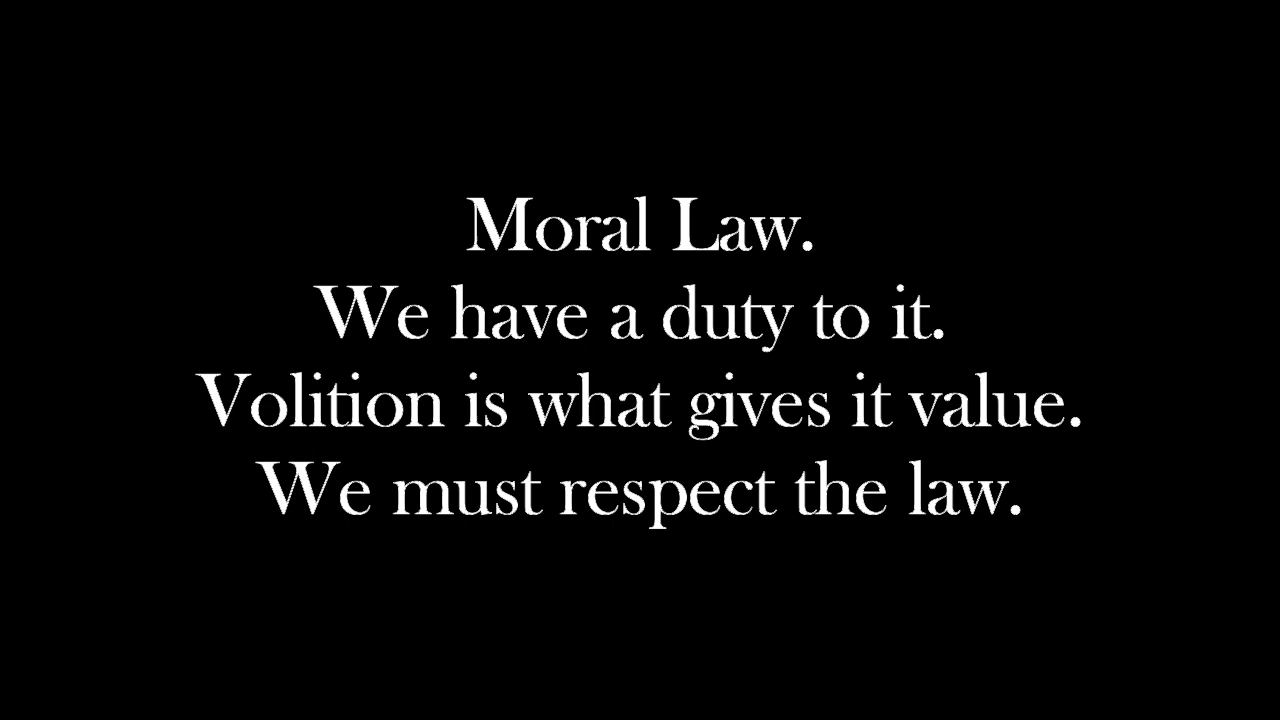 Moral Law.
We have a duty to it.
Volition is what gives it value.
We must respect the law.